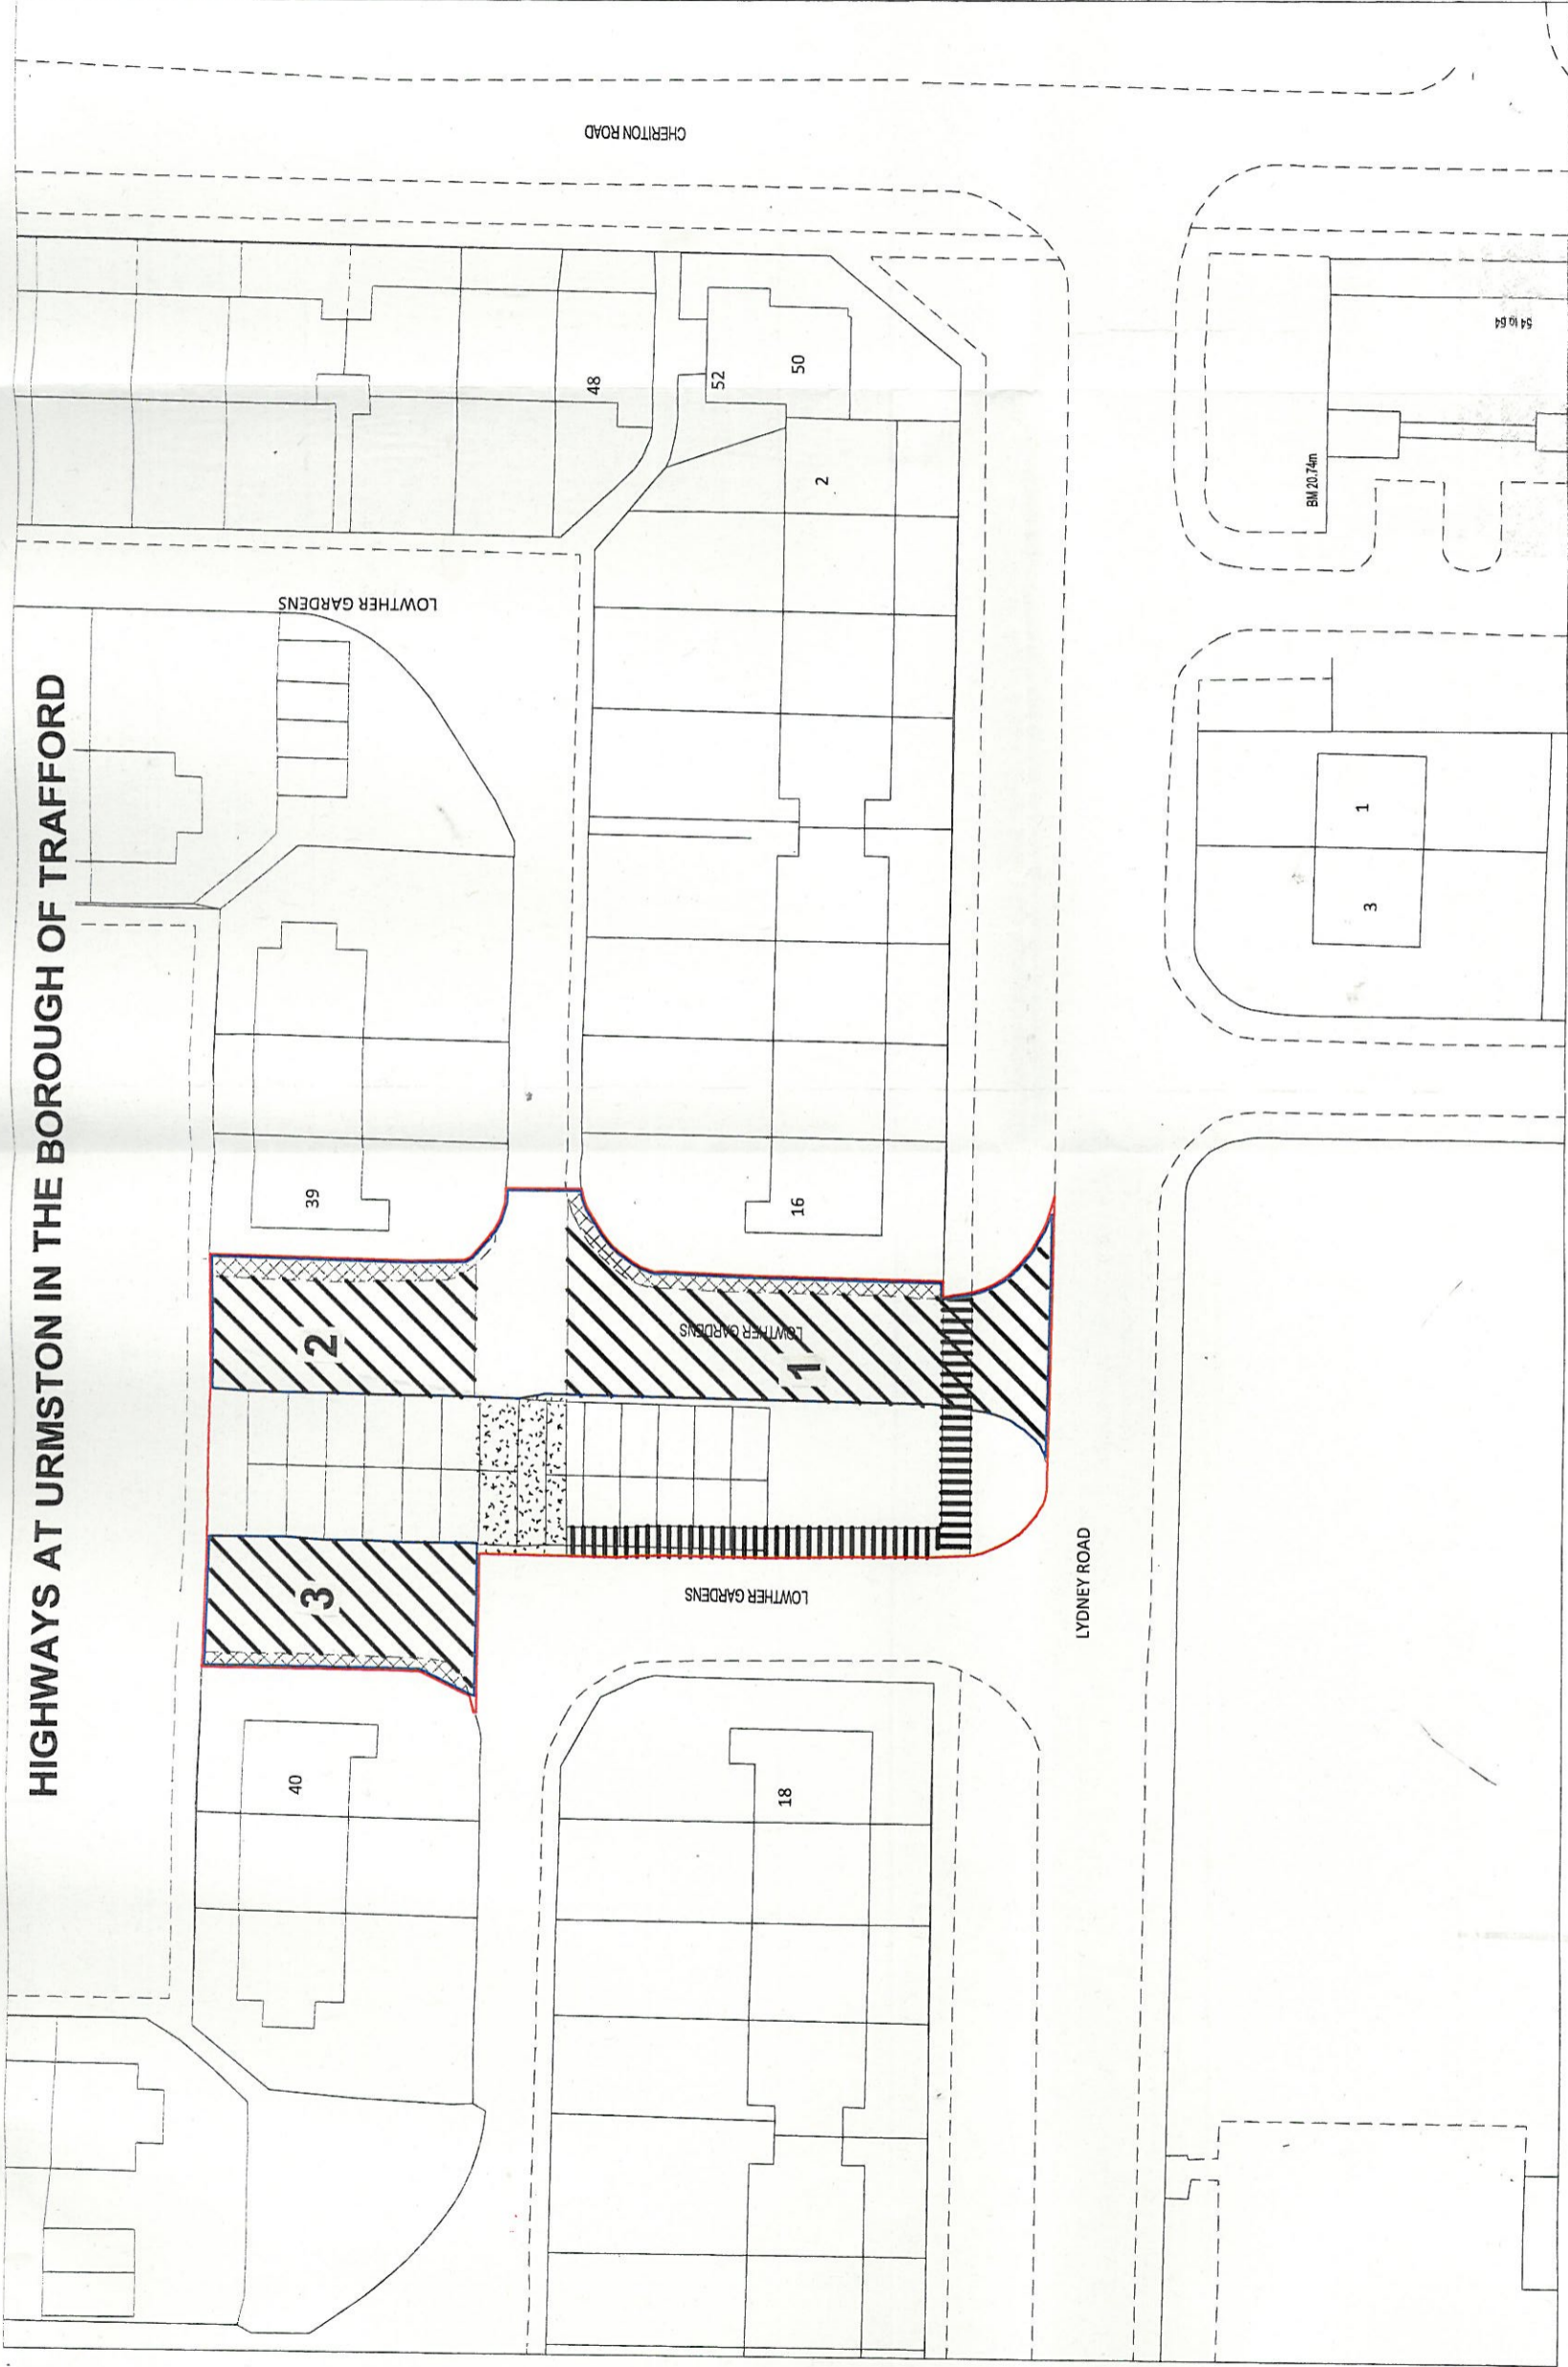 HIGHWAYS AT URMSTON IN THE BOROUGH OF TRAFFORD
CHERITON ROAD
LOWTHER GARDENS
48
52
50
2
54 to 64
BM 20.74m
39
16
1
3
2
LOWTHER GARDENS
1
3
LOWTHER GARDENS
LYDNEY ROAD
40
18